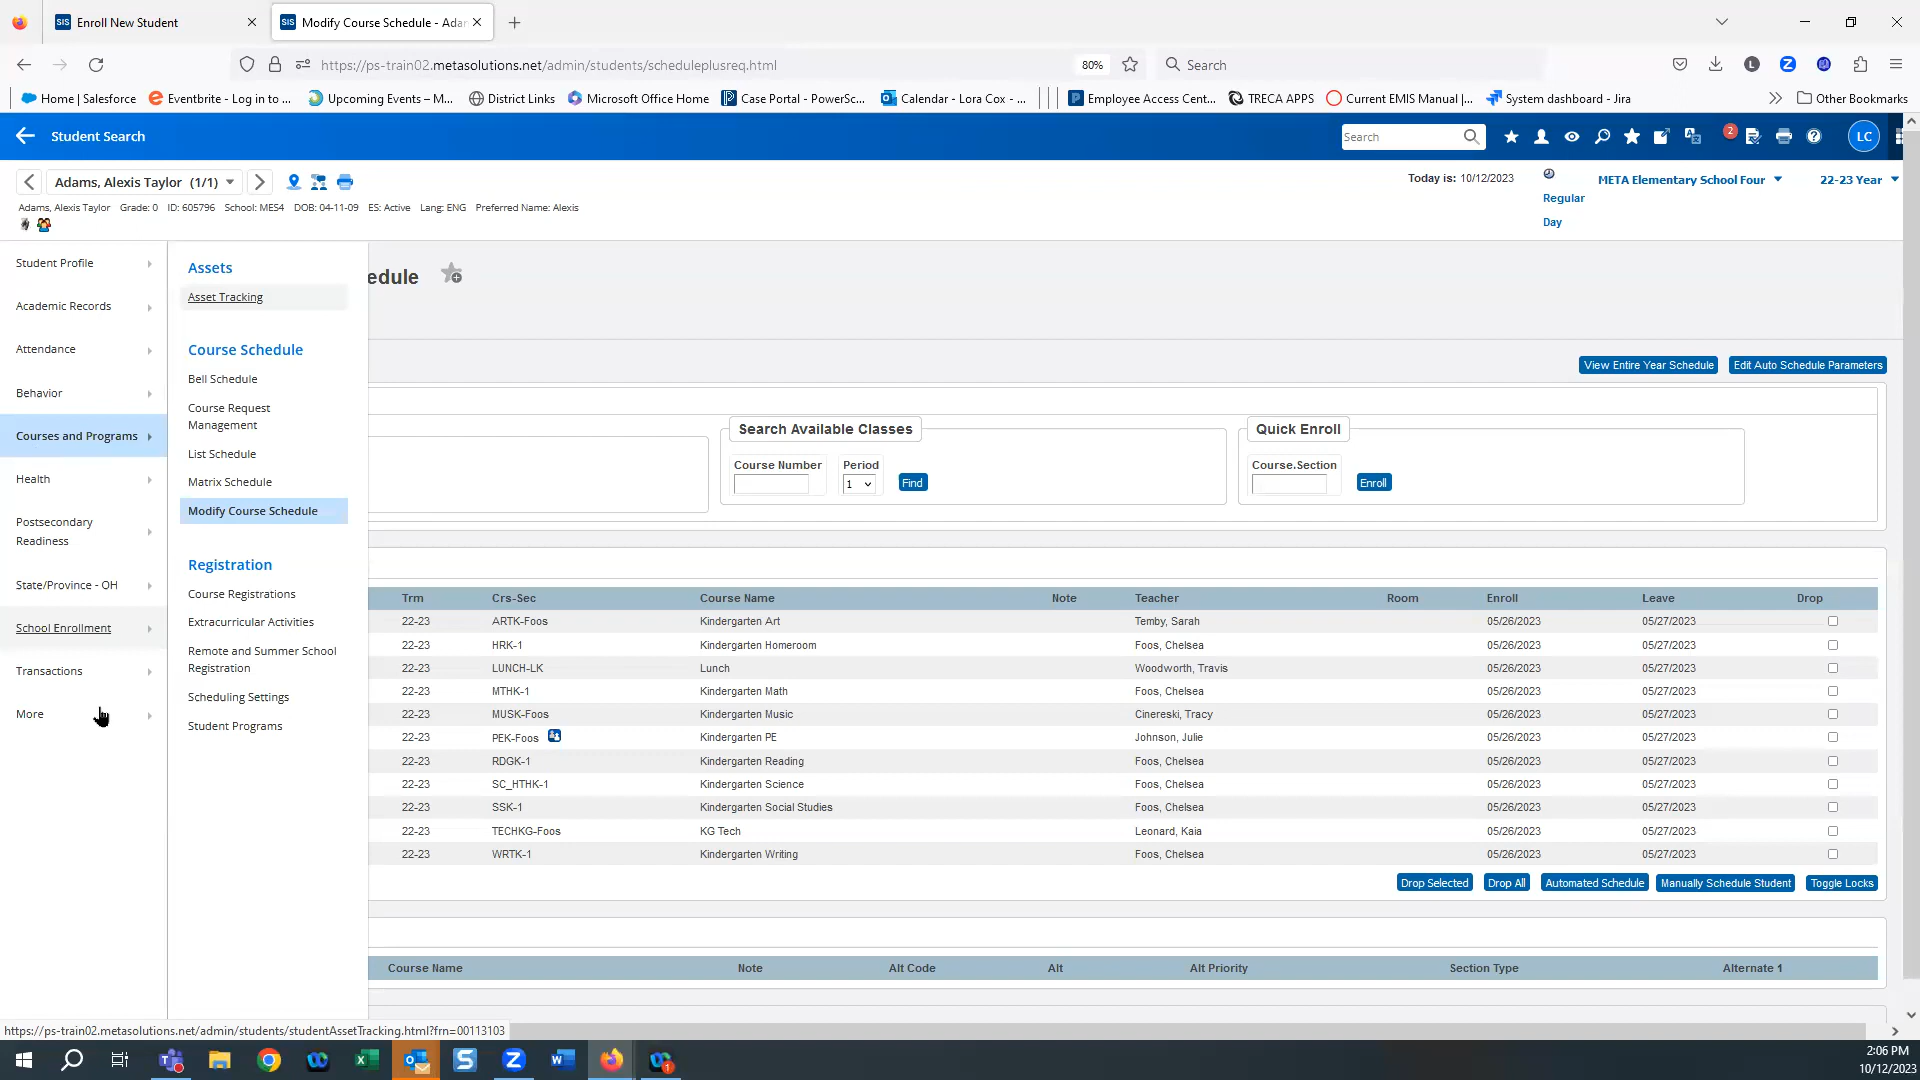 Enroll New Student
Modify Course Schedule - Adar
https://ps-train02.metasolutions.net/admin/students/scheduleplusreq.html
80%
Search
Home | Salesforce
Eventbrite - Log in to ...
Upcoming Events – M...
District Links
Microsoft Office Home
Case Portal - PowerSc...
Calendar - Lora Cox - ...
Employee Access Cent...
TRECA APPS
Current EMIS Manual |...
System dashboard - Jira
Other Bookmarks
Student Search
Search
2
LC
Adams, Alexis Taylor (1/1)
Today is: 10/12/2023
Regular
Day
META Elementary School Four
22-23 Year
Adams, Alexis Taylor Grade: 0 ID: 605796 School: MES4 DOB: 04-11-09 ES: Active Lang: ENG Preferred Name: Alexis
Student Profile
Academic Records
Attendance
Behavior
Courses and Programs
Health
Postsecondary
Readiness
State/Province - OH
School Enrollment
Transactions
More
Assets
Asset Tracking
Course Schedule
Bell Schedule
Course Request
Management
List Schedule
Matrix Schedule
Modify Course Schedule
Registration
Course Registrations
Extracurricular Activities
Remote and Summer School
Registration
Scheduling Settings
Student Programs
edule
View Entire Year Schedule
Edit Auto Schedule Parameters
Search Available Classes
Course Number Period
1
Find
Quick Enroll
Course.Section
Enroll
Trm Crs-Sec Course Name Note Teacher Room Enroll Leave Drop
22-23 ARTK-Foos Kindergarten Art Temby, Sarah 05/26/2023 05/27/2023
22-23 HRK-1 Kindergarten Homeroom Foos, Chelsea 05/26/2023 05/27/2023
22-23 LUNCH-LK Lunch Woodworth, Travis 05/26/2023 05/27/2023
22-23 MTHK-1 Kindergarten Math Foos, Chelsea 05/26/2023 05/27/2023
22-23 MUSK-Foos Kindergarten Music Cinereski, Tracy 05/26/2023 05/27/2023
22-23 PEK-Foos Kindergarten PE Johnson, Julie 05/26/2023 05/27/2023
22-23 RDGK-1 Kindergarten Reading Foos, Chelsea 05/26/2023 05/27/2023
22-23 SC_HTHK-1 Kindergarten Science Foos, Chelsea 05/26/2023 05/27/2023
22-23 SSK-1 Kindergarten Social Studies Foos, Chelsea 05/26/2023 05/27/2023
22-23 TECHKG-Foos KG Tech Leonard, Kaia 05/26/2023 05/27/2023
22-23 WRTK-1 Kindergarten Writing Foos, Chelsea 05/26/2023 05/27/2023
Drop Selected
Drop All
Automated Schedule
Manually Schedule Student
Toggle Locks
Course Name Note Alt Code Alt Alt Priority Section Type Alternate 1
https://ps-train02.metasolutions.net/admin/students/studentAssetTracking.html?frn=00113103
2:06 PM
10/12/2023